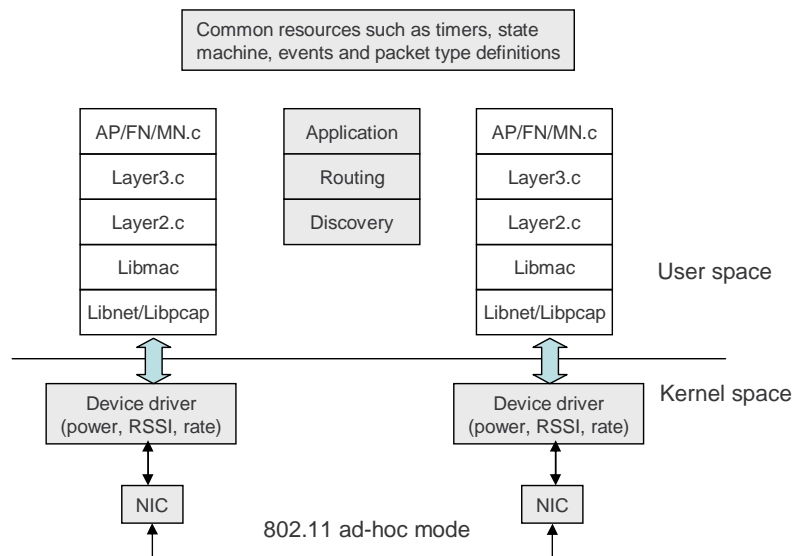 Common resources such as timers, state
machine, events and packet type definitions
AP/FN/MN.c
Layer3.c
Layer2.c
Libmac
Libnet/Libpcap
Application
Routing
Discovery
AP/FN/MN.c
Layer3.c
Layer2.c
Libmac
Libnet/Libpcap
User space
Kernel space
Device driver
(power, RSSI, rate)
Device driver
(power, RSSI, rate)
NIC
NIC
802.11 ad-hoc mode